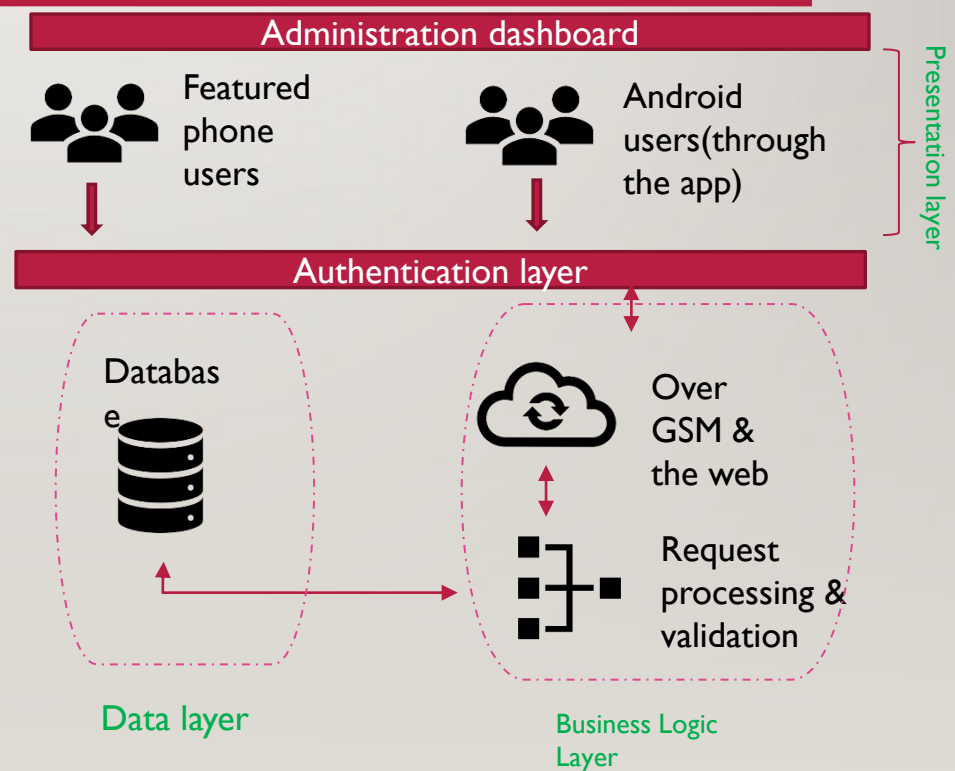 Administration dashboard
Featured
phone
users
Android
users(through
the app)
Presentation layer
Authentication layer
Databas
e
Over
GSM &
the web
Request
processing &
validation
Data layer
Business Logic
Layer